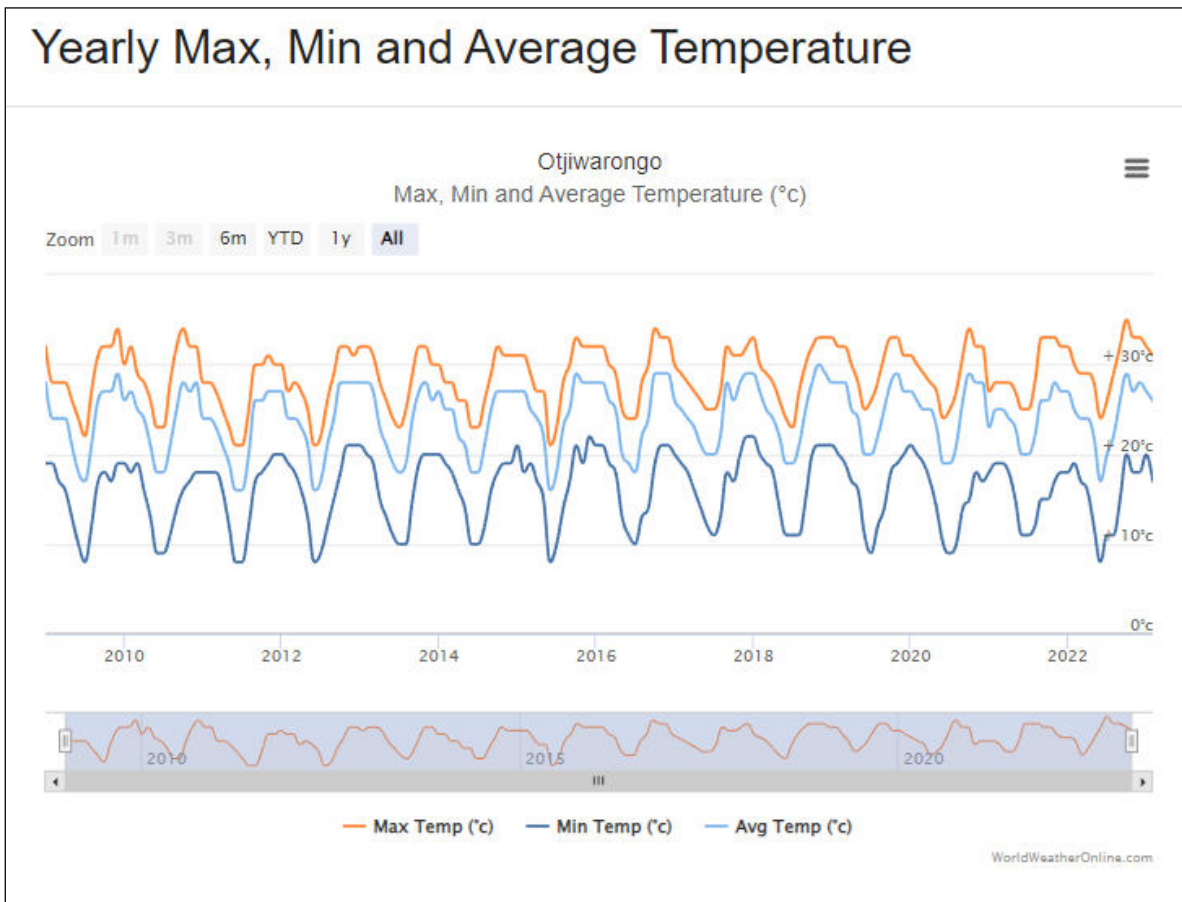 Yearly Max, Min and Average Temperature
Otjiwarongo
Max, Min and Average Temperature (°c)
Zoom 1m 3m 6m YTD 1y All
+ 30°c
+ 20°c
+ 10°c
0°c
2010 2012 2014 2016 2018 2020 2022
2010 2015 2020
Max Temp (°c) Min Temp (°c) Avg Temp (°c)
WorldWeatherOnline.com